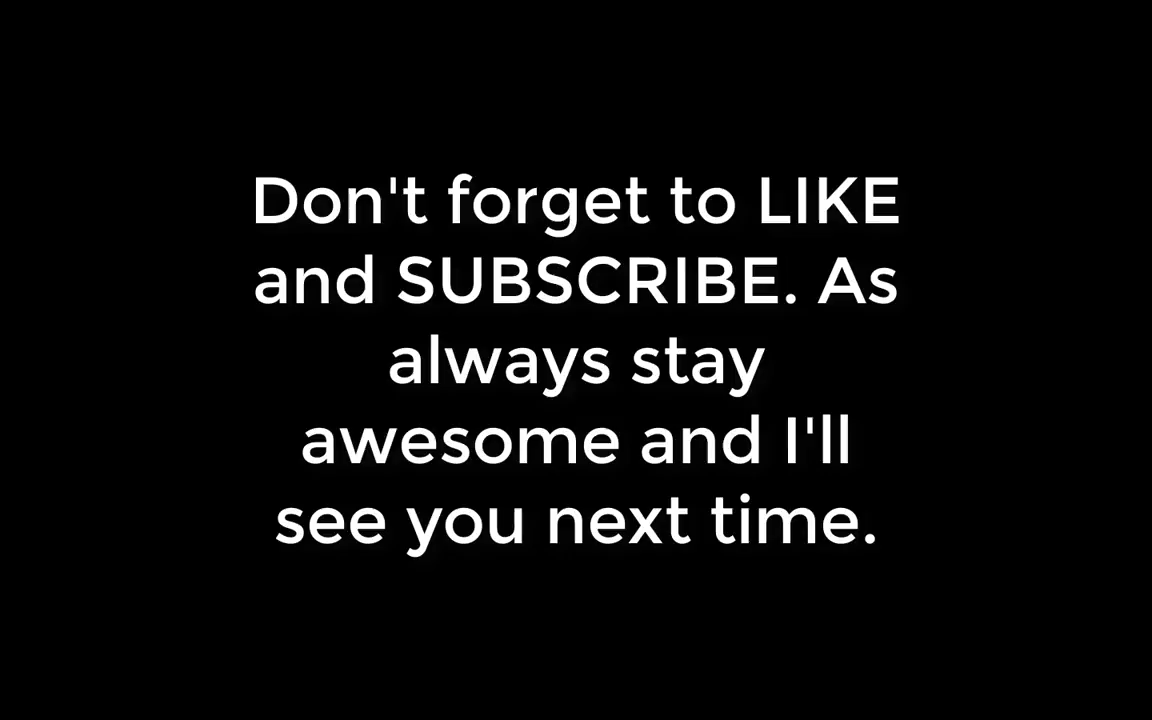 Don't forget to LIKE
and SUBSCRIBE. As
always stay
awesome and I'll
see you next time.